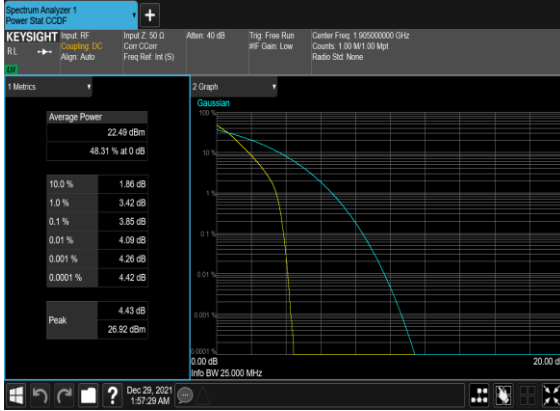 Spectrum Analyzer 1
Power Stat CCDF
KEYSIGHT
RL
Input: RF
Coupling: DC
Align: Auto
Input Z: 50 Ω
Corr CCorr
Freq Ref: Int (S)
Atten: 40 dB
Trig: Free Run
#IF Gain: Low
Center Freq: 1.905000000 GHz
Counts: 1.00 M/1.00 Mpt
Radio Std: None
1 Metrics
Average Power
22.49 dBm
48.31 % at 0 dB
10.0 % 1.86 dB
1.0 % 3.42 dB
0.1 % 3.85 dB
0.01 % 4.09 dB
0.001 % 4.26 dB
0.0001 % 4.42 dB
Peak
4.43 dB
26.92 dBm
2 Graph
Gaussian
100 %
10 %
1 %
0.1 %
0.01 %
0.001 %
0.0001 %
0.00 dB
20.00 d
Info BW 25.000 MHz
?
Dec 29, 2021
1:57:29 AM